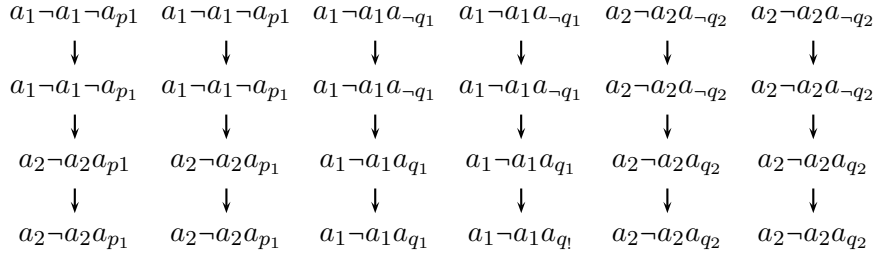 a₁¬a₁¬a_{p1} a₁¬a₁¬a_{p1} a₁¬a₁a_{¬q₁} a₁¬a₁a_{¬q₁} a₂¬a₂a_{¬q₂} a₂¬a₂a_{¬q₂}
↓ ↓ ↓ ↓ ↓ ↓
a₁¬a₁¬a_{p₁} a₁¬a₁¬a_{p₁} a₁¬a₁a_{¬q₁} a₁¬a₁a_{¬q₁} a₂¬a₂a_{¬q₂} a₂¬a₂a_{¬q₂}
↓ ↓ ↓ ↓ ↓ ↓
a₂¬a₂a_{p1} a₂¬a₂a_{p₁} a₁¬a₁a_{q₁} a₁¬a₁a_{q₁} a₂¬a₂a_{q₂} a₂¬a₂a_{q₂}
↓ ↓ ↓ ↓ ↓ ↓
a₂¬a₂a_{p₁} a₂¬a₂a_{p₁} a₁¬a₁a_{q₁} a₁¬a₁a_{q_!} a₂¬a₂a_{q₂} a₂¬a₂a_{q₂}